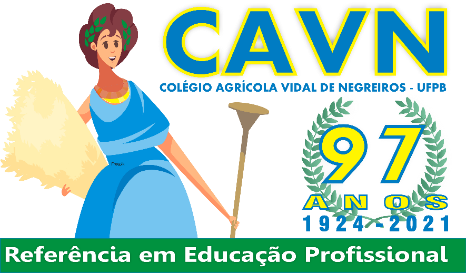 CAVN
COLÉGIO AGRÍCOLA VIDAL DE NEGREIROS - UFPB
97
ANOS
1924-2021
Referência em Educação Profissional